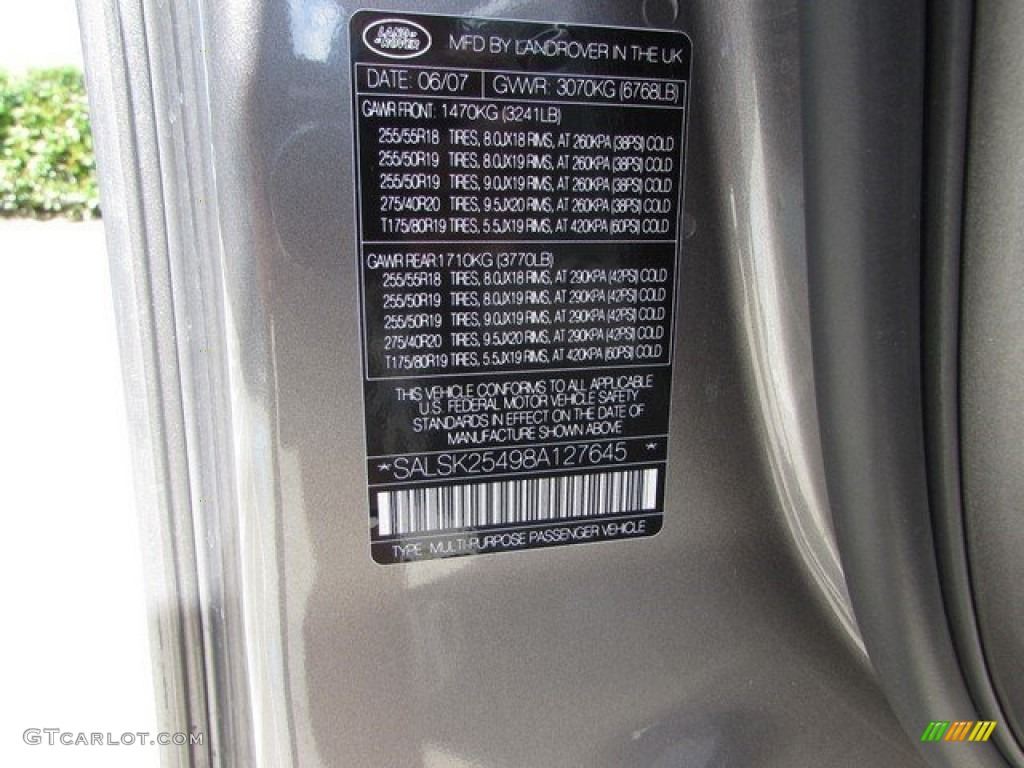 LAND ROVER
MFD BY LANDROVER IN THE UK
DATE: 06/07 GVWR: 3070KG (6768LB)
GAWR FRONT: 1470KG (3241LB)
255/55R18 TIRES, 8.0JX18 RIMS, AT 260KPA (38PSI) COLD
255/50R19 TIRES, 8.0JX19 RIMS, AT 260KPA (38PSI) COLD
255/50R19 TIRES, 9.0JX19 RIMS, AT 260KPA (38PSI) COLD
275/40R20 TIRES, 9.5JX20 RIMS, AT 260KPA (38PSI) COLD
T175/80R19 TIRES, 5.5JX19 RIMS, AT 420KPA (60PSI) COLD
GAWR REAR:1710KG (3770LB)
255/55R18 TIRES, 8.0JX18 RIMS, AT 290KPA (42PSI) COLD
255/50R19 TIRES, 8.0JX19 RIMS, AT 290KPA (42PSI) COLD
255/50R19 TIRES, 9.0JX19 RIMS, AT 290KPA (42PSI) COLD
275/40R20 TIRES, 9.5JX20 RIMS, AT 290KPA (42PSI) COLD
T175/80R19 TIRES, 5.5JX19 RIMS, AT 420KPA (60PSI) COLD
THIS VEHICLE CONFORMS TO ALL APPLICABLE
U.S. FEDERAL MOTOR VEHICLE SAFETY
STANDARDS IN EFFECT ON THE DATE OF
MANUFACTURE SHOWN ABOVE
*SALSK25498A127645 *
TYPE MULTI-PURPOSE PASSENGER VEHICLE
GTCARLOT.COM